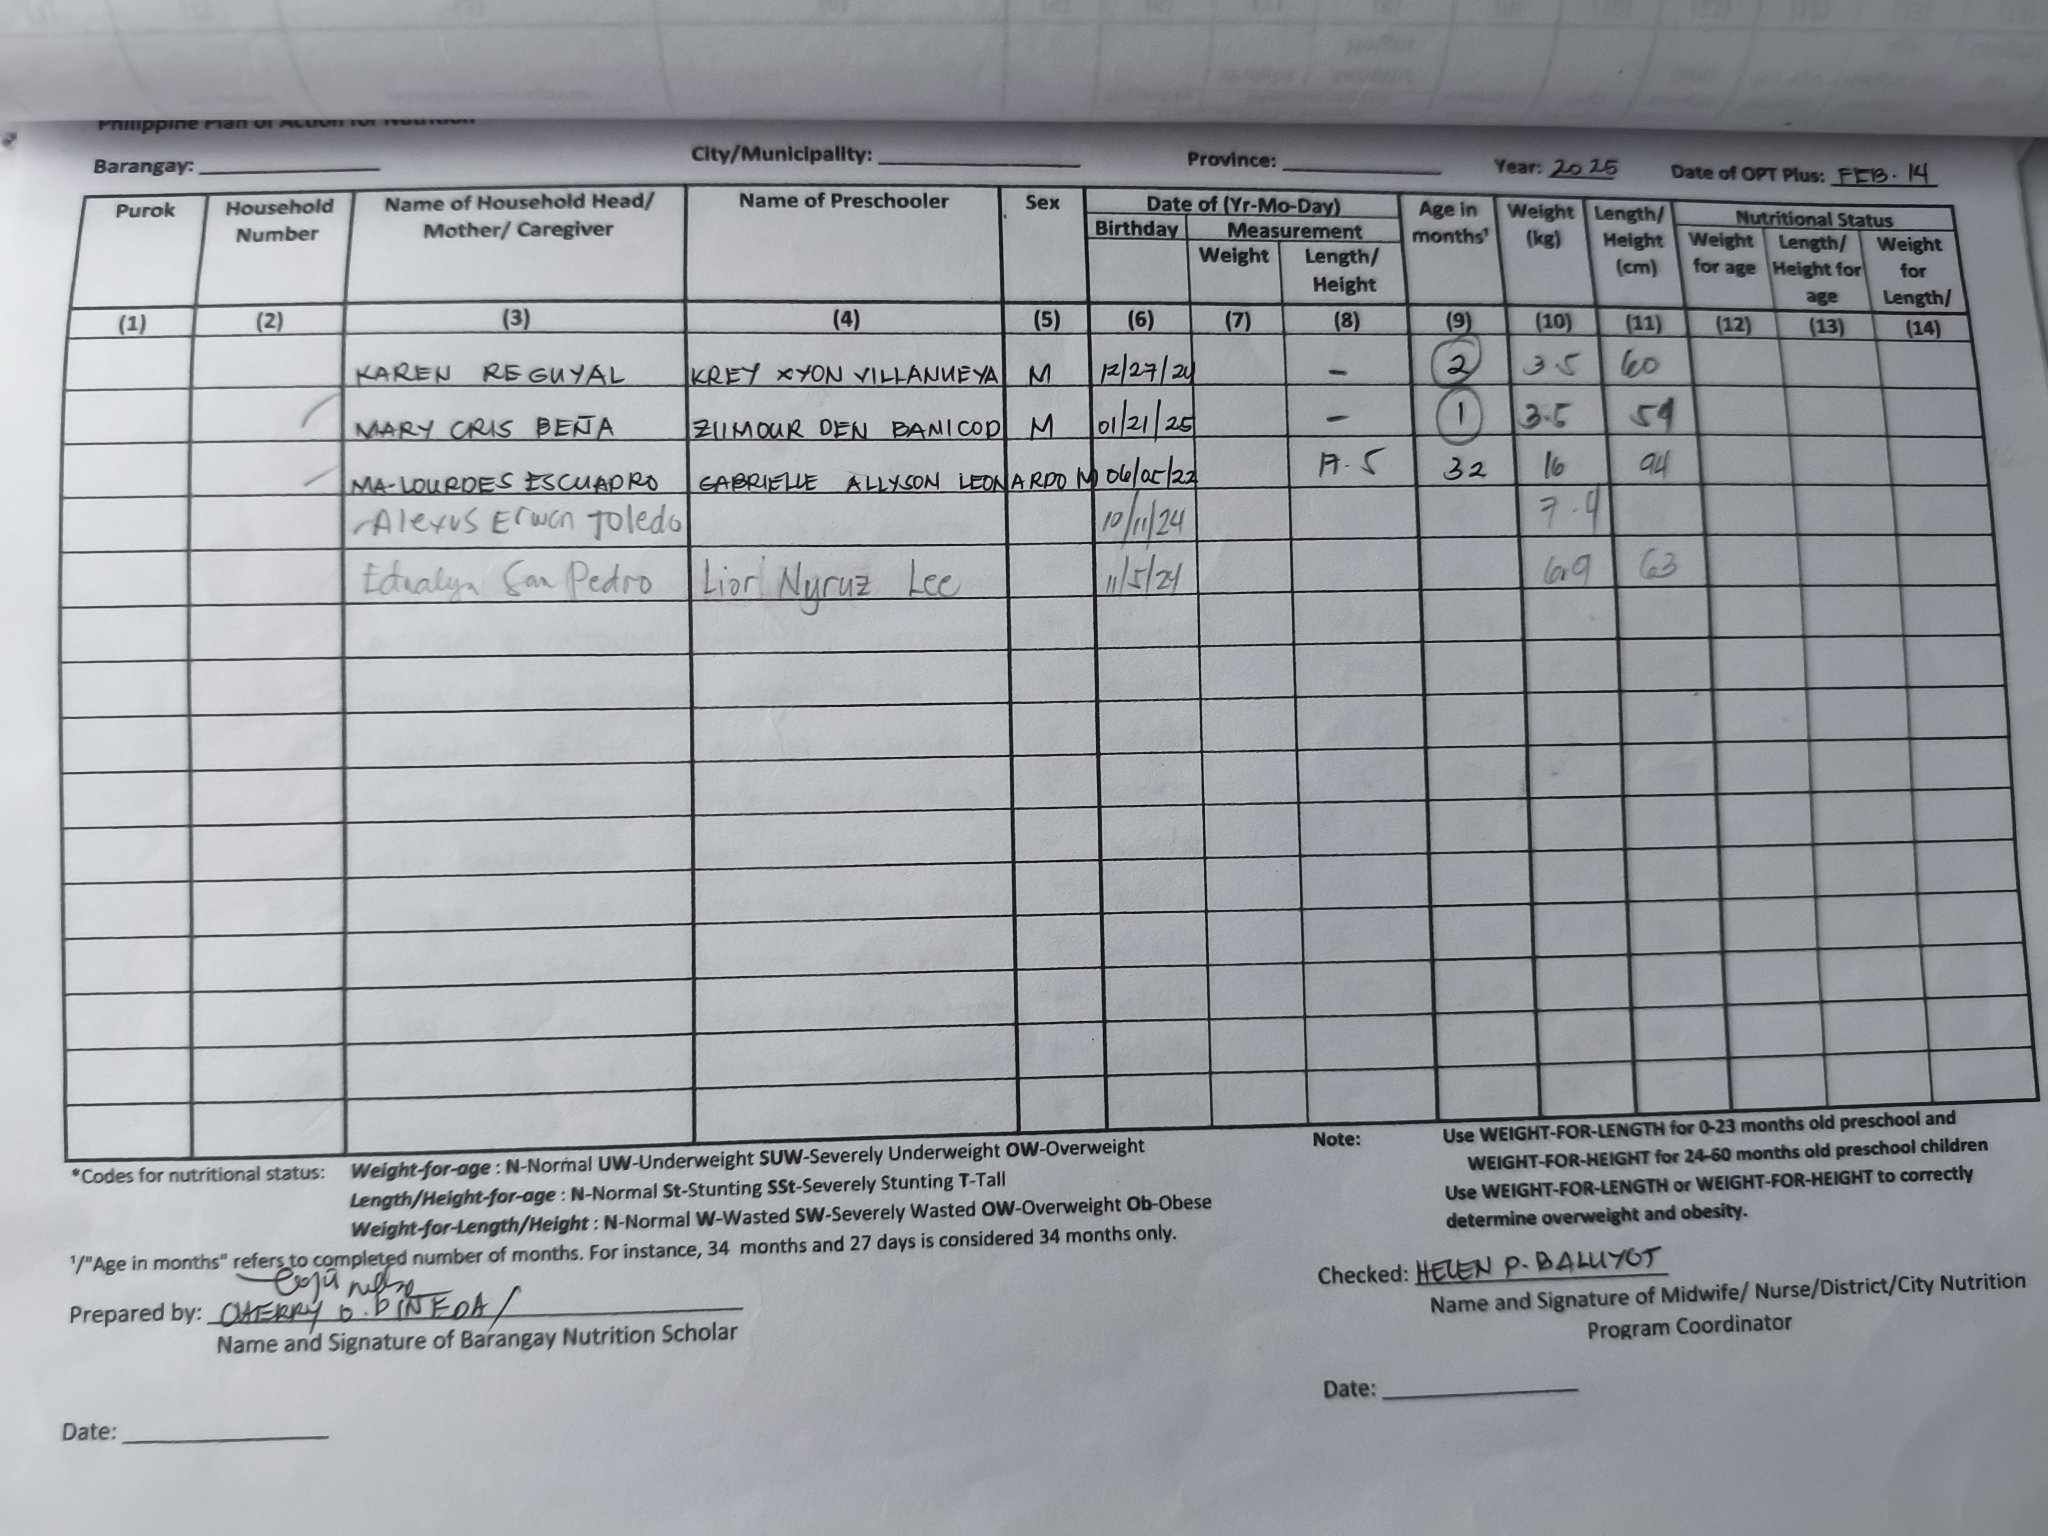 Philippine Plan of Action for Nutrition
Barangay: City/Municipality: Province: Year: 2025 Date of OPT Plus: FEB. 14
Purok Household Number Name of Household Head/ Mother/ Caregiver Name of Preschooler Sex Date of (Yr-Mo-Day) Birthday Measurement Weight Length/ Height Age in months¹ Weight (kg) Length/ Height (cm) Nutritional Status Weight for age Length/ Height for age Weight for Length/
(1) (2) (3) (4) (5) (6) (7) (8) (9) (10) (11) (12) (13) (14)
KAREN REGUYAL KREY XYON VILLANUEVA M 12/27/24 - 2 3.5 60
MARY CRIS BEÑA ZIIMOUR DEN BANICOD M 01/21/25 - 1 3.5 54
MA-LOURDES ESCUADRO GABRIELLE ALLYSON LEONARDO M 06/05/22 17.5 32 16 94
Alexus Erwen Toledo 10/11/24 7.4
San Pedro Lior Nyruz Lee 11/5/24 6.9 63
*Codes for nutritional status: Weight-for-age : N-Normal UW-Underweight SUW-Severely Underweight OW-Overweight
Length/Height-for-age : N-Normal St-Stunting SSt-Severely Stunting T-Tall
Weight-for-Length/Height : N-Normal W-Wasted SW-Severely Wasted OW-Overweight Ob-Obese
¹/"Age in months" refers to completed number of months. For instance, 34 months and 27 days is considered 34 months only.
Note: Use WEIGHT-FOR-LENGTH for 0-23 months old preschool and
WEIGHT-FOR-HEIGHT for 24-60 months old preschool children
Use WEIGHT-FOR-LENGTH or WEIGHT-FOR-HEIGHT to correctly
determine overweight and obesity.
Prepared by: CHERRY O. PINEDA/
Name and Signature of Barangay Nutrition Scholar
Checked: HELEN P. BALUYOT
Name and Signature of Midwife/ Nurse/District/City Nutrition
Program Coordinator
Date:
Date: